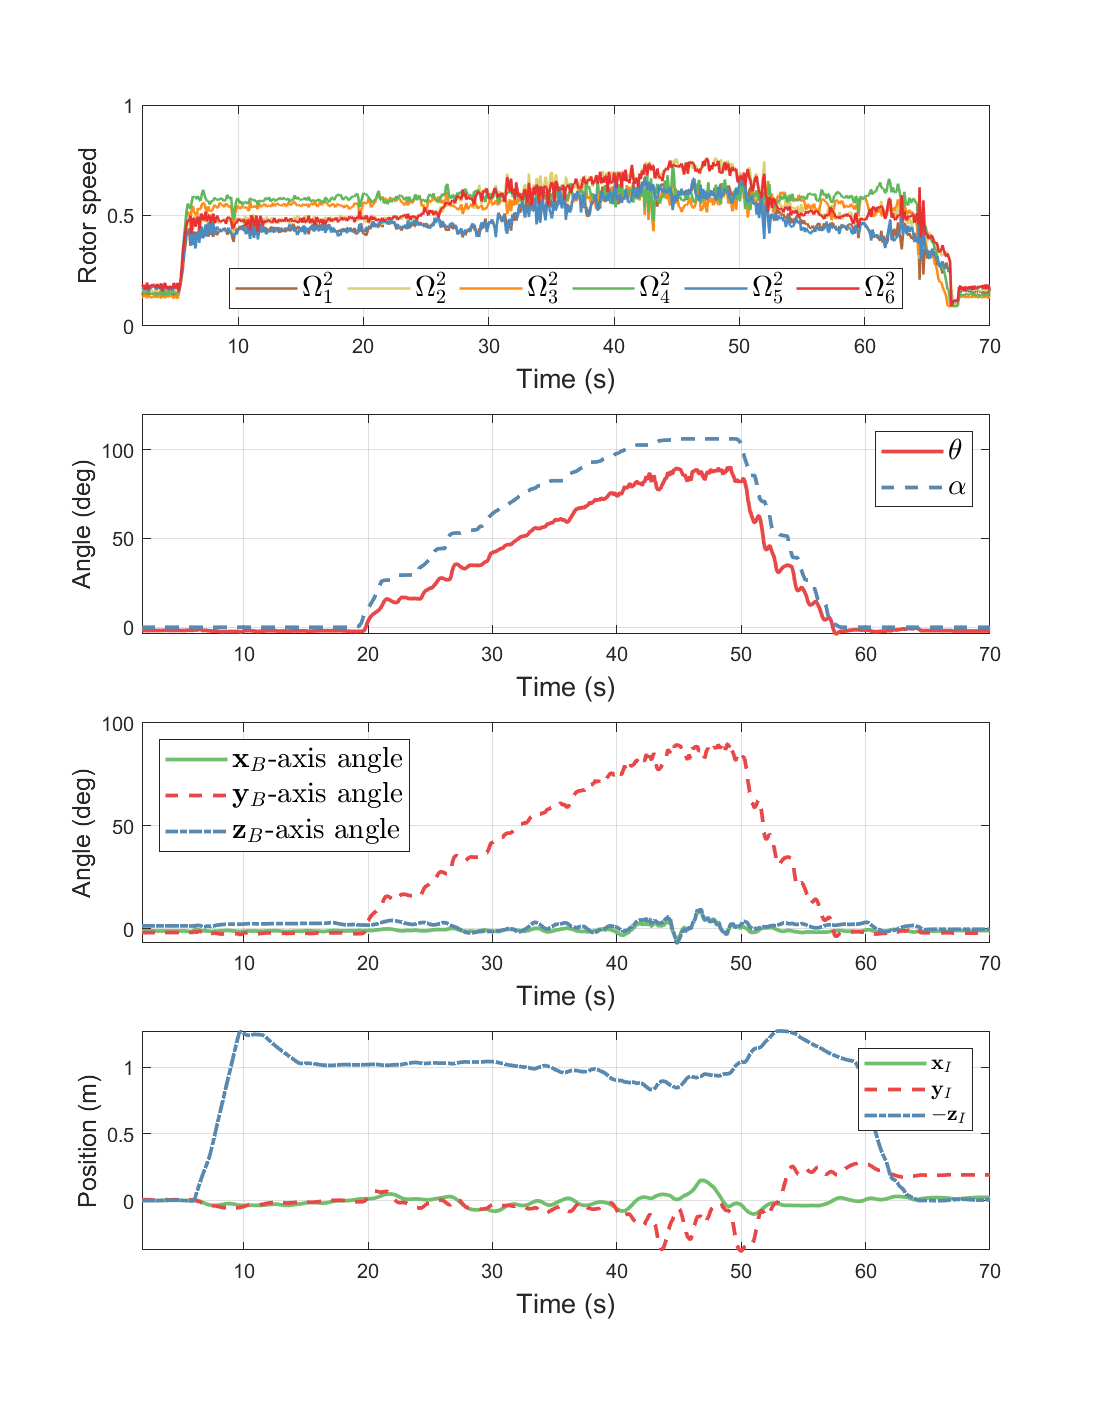 1
0.5
0
Rotor speed
Ω₁² Ω₂² Ω₃² Ω₄² Ω₅² Ω₆²
10 20 30 40 50 60 70
Time (s)
100
50
0
Angle (deg)
θ
α
10 20 30 40 50 60 70
Time (s)
100
50
0
Angle (deg)
x_B-axis angle
y_B-axis angle
z_B-axis angle
10 20 30 40 50 60 70
Time (s)
1
0.5
0
Position (m)
x_I
y_I
−z_I
10 20 30 40 50 60 70
Time (s)